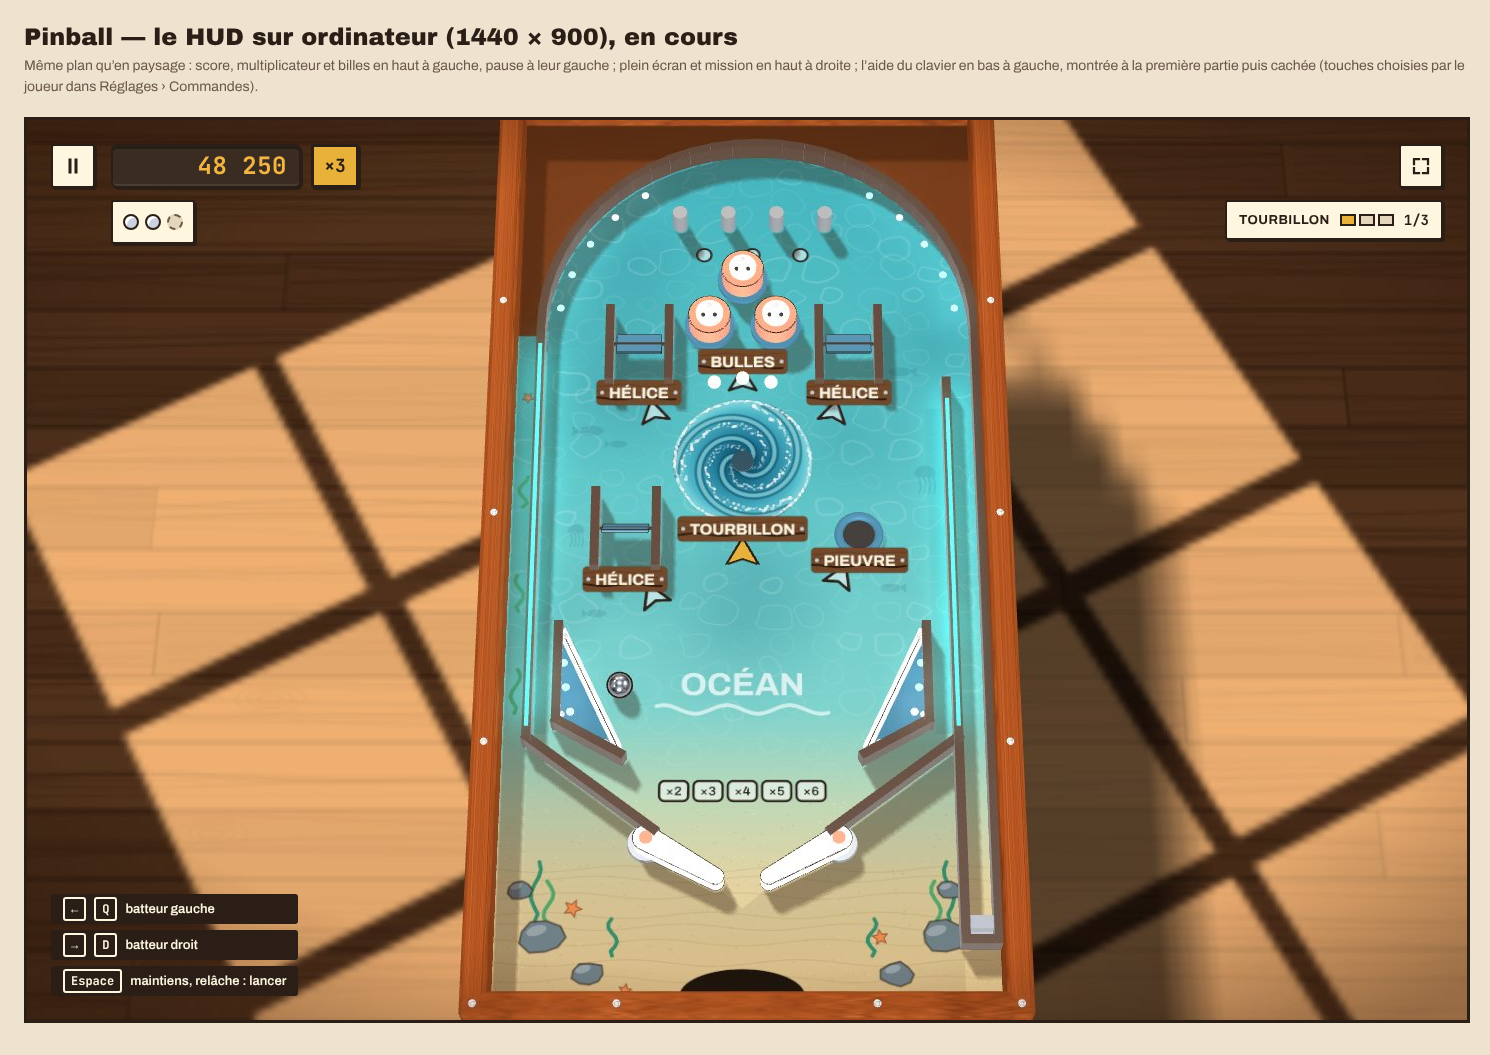 Pinball — le HUD sur ordinateur (1440 × 900), en cours
Même plan qu'en paysage : score, multiplicateur et billes en haut à gauche, pause à leur gauche ; plein écran et mission en haut à droite ; l'aide du clavier en bas à gauche, montrée à la première partie puis cachée (touches choisies par le
joueur dans Réglages › Commandes).
48 250
×3
TOURBILLON 1/3
BULLES
HÉLICE
HÉLICE
TOURBILLON
PIEUVRE
HÉLICE
OCÉAN
×2 ×3 ×4 ×5 ×6
← Q batteur gauche
→ D batteur droit
Espace maintiens, relâche : lancer